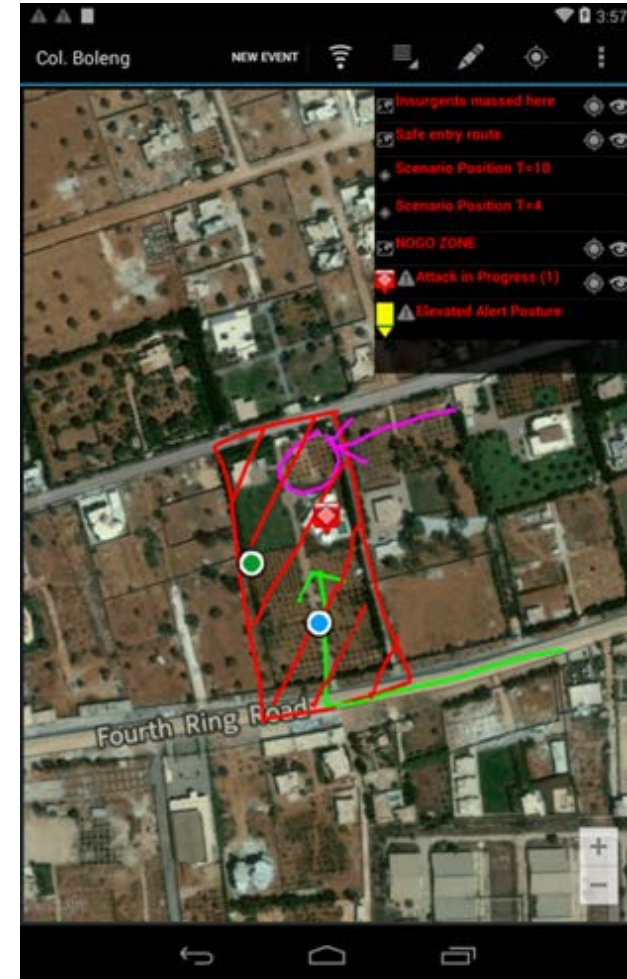 3:57
Col. Boleng NEW EVENT
Insurgents massed here
Safe entry route
Scenario Position T=10
Scenario Position T=4
NOGO ZONE
Attack in Progress (1)
Elevated Alert Posture
Fourth Ring Road
+
−